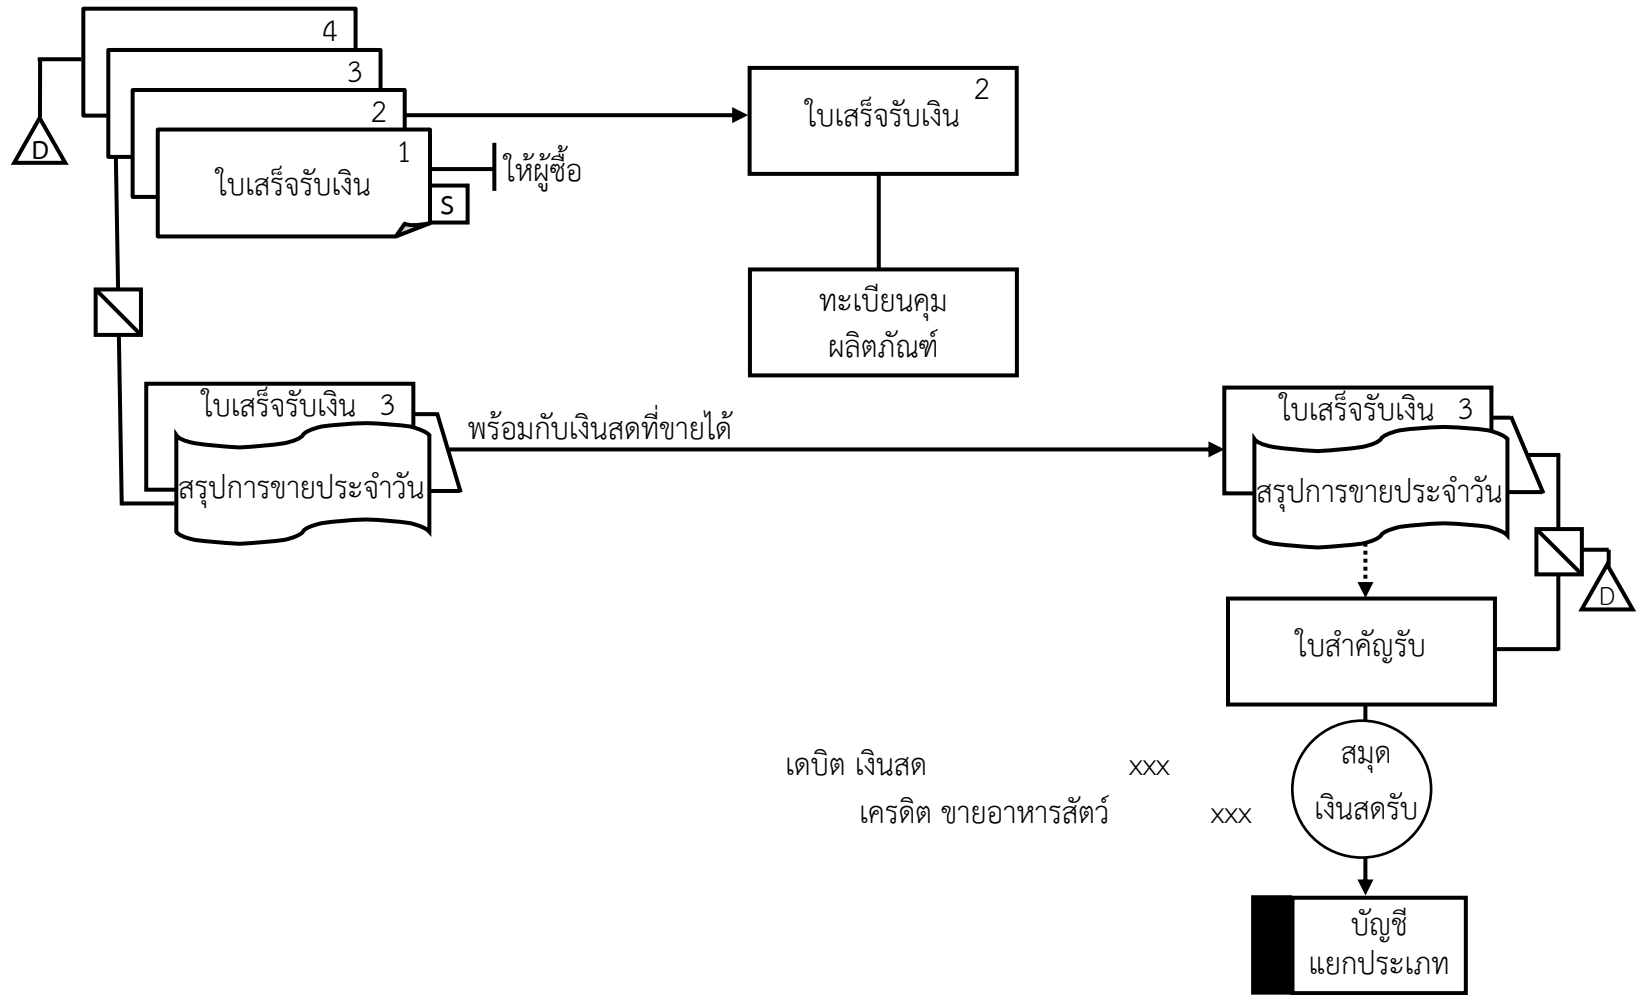 4
3
2
1
ใบเสร็จรับเงิน
ให้ผู้ซื้อ
S
D
2
ใบเสร็จรับเงิน
ทะเบียนคุม
ผลิตภัณฑ์
ใบเสร็จรับเงิน 3
สรุปการขายประจำวัน
พร้อมกับเงินสดที่ขายได้
ใบเสร็จรับเงิน 3
สรุปการขายประจำวัน
D
ใบสำคัญรับ
สมุด
เงินสดรับ
เดบิต เงินสด xxx
เครดิต ขายอาหารสัตว์ xxx
บัญชี
แยกประเภท